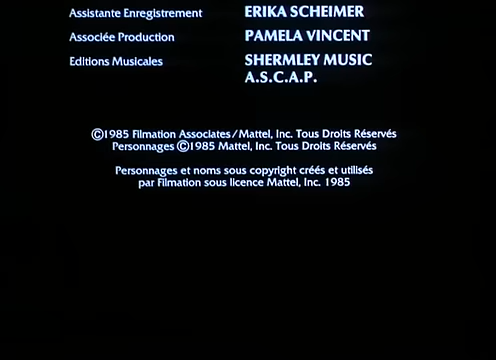 Assistante Enregistrement ERIKA SCHEIMER
Associée Production PAMELA VINCENT
Editions Musicales SHERMLEY MUSIC
A.S.C.A.P.
©1985 Filmation Associates/Mattel, Inc. Tous Droits Réservés
Personnages ©1985 Mattel, Inc. Tous Droits Réservés
Personnages et noms sous copyright créés et utilisés
par Filmation sous licence Mattel, Inc. 1985